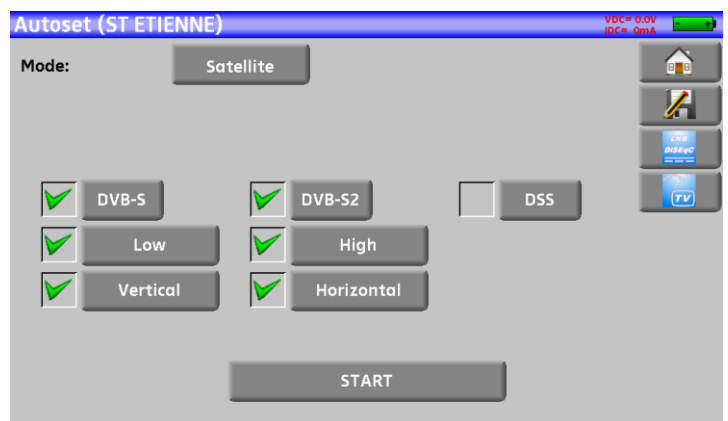 Autoset (ST ETIENNE)
VDC= 0.0V
IDC= 0mA
- +
Mode:
Satellite
LNB
DiSEqC
TV
DVB-S
DVB-S2
DSS
Low
High
Vertical
Horizontal
START